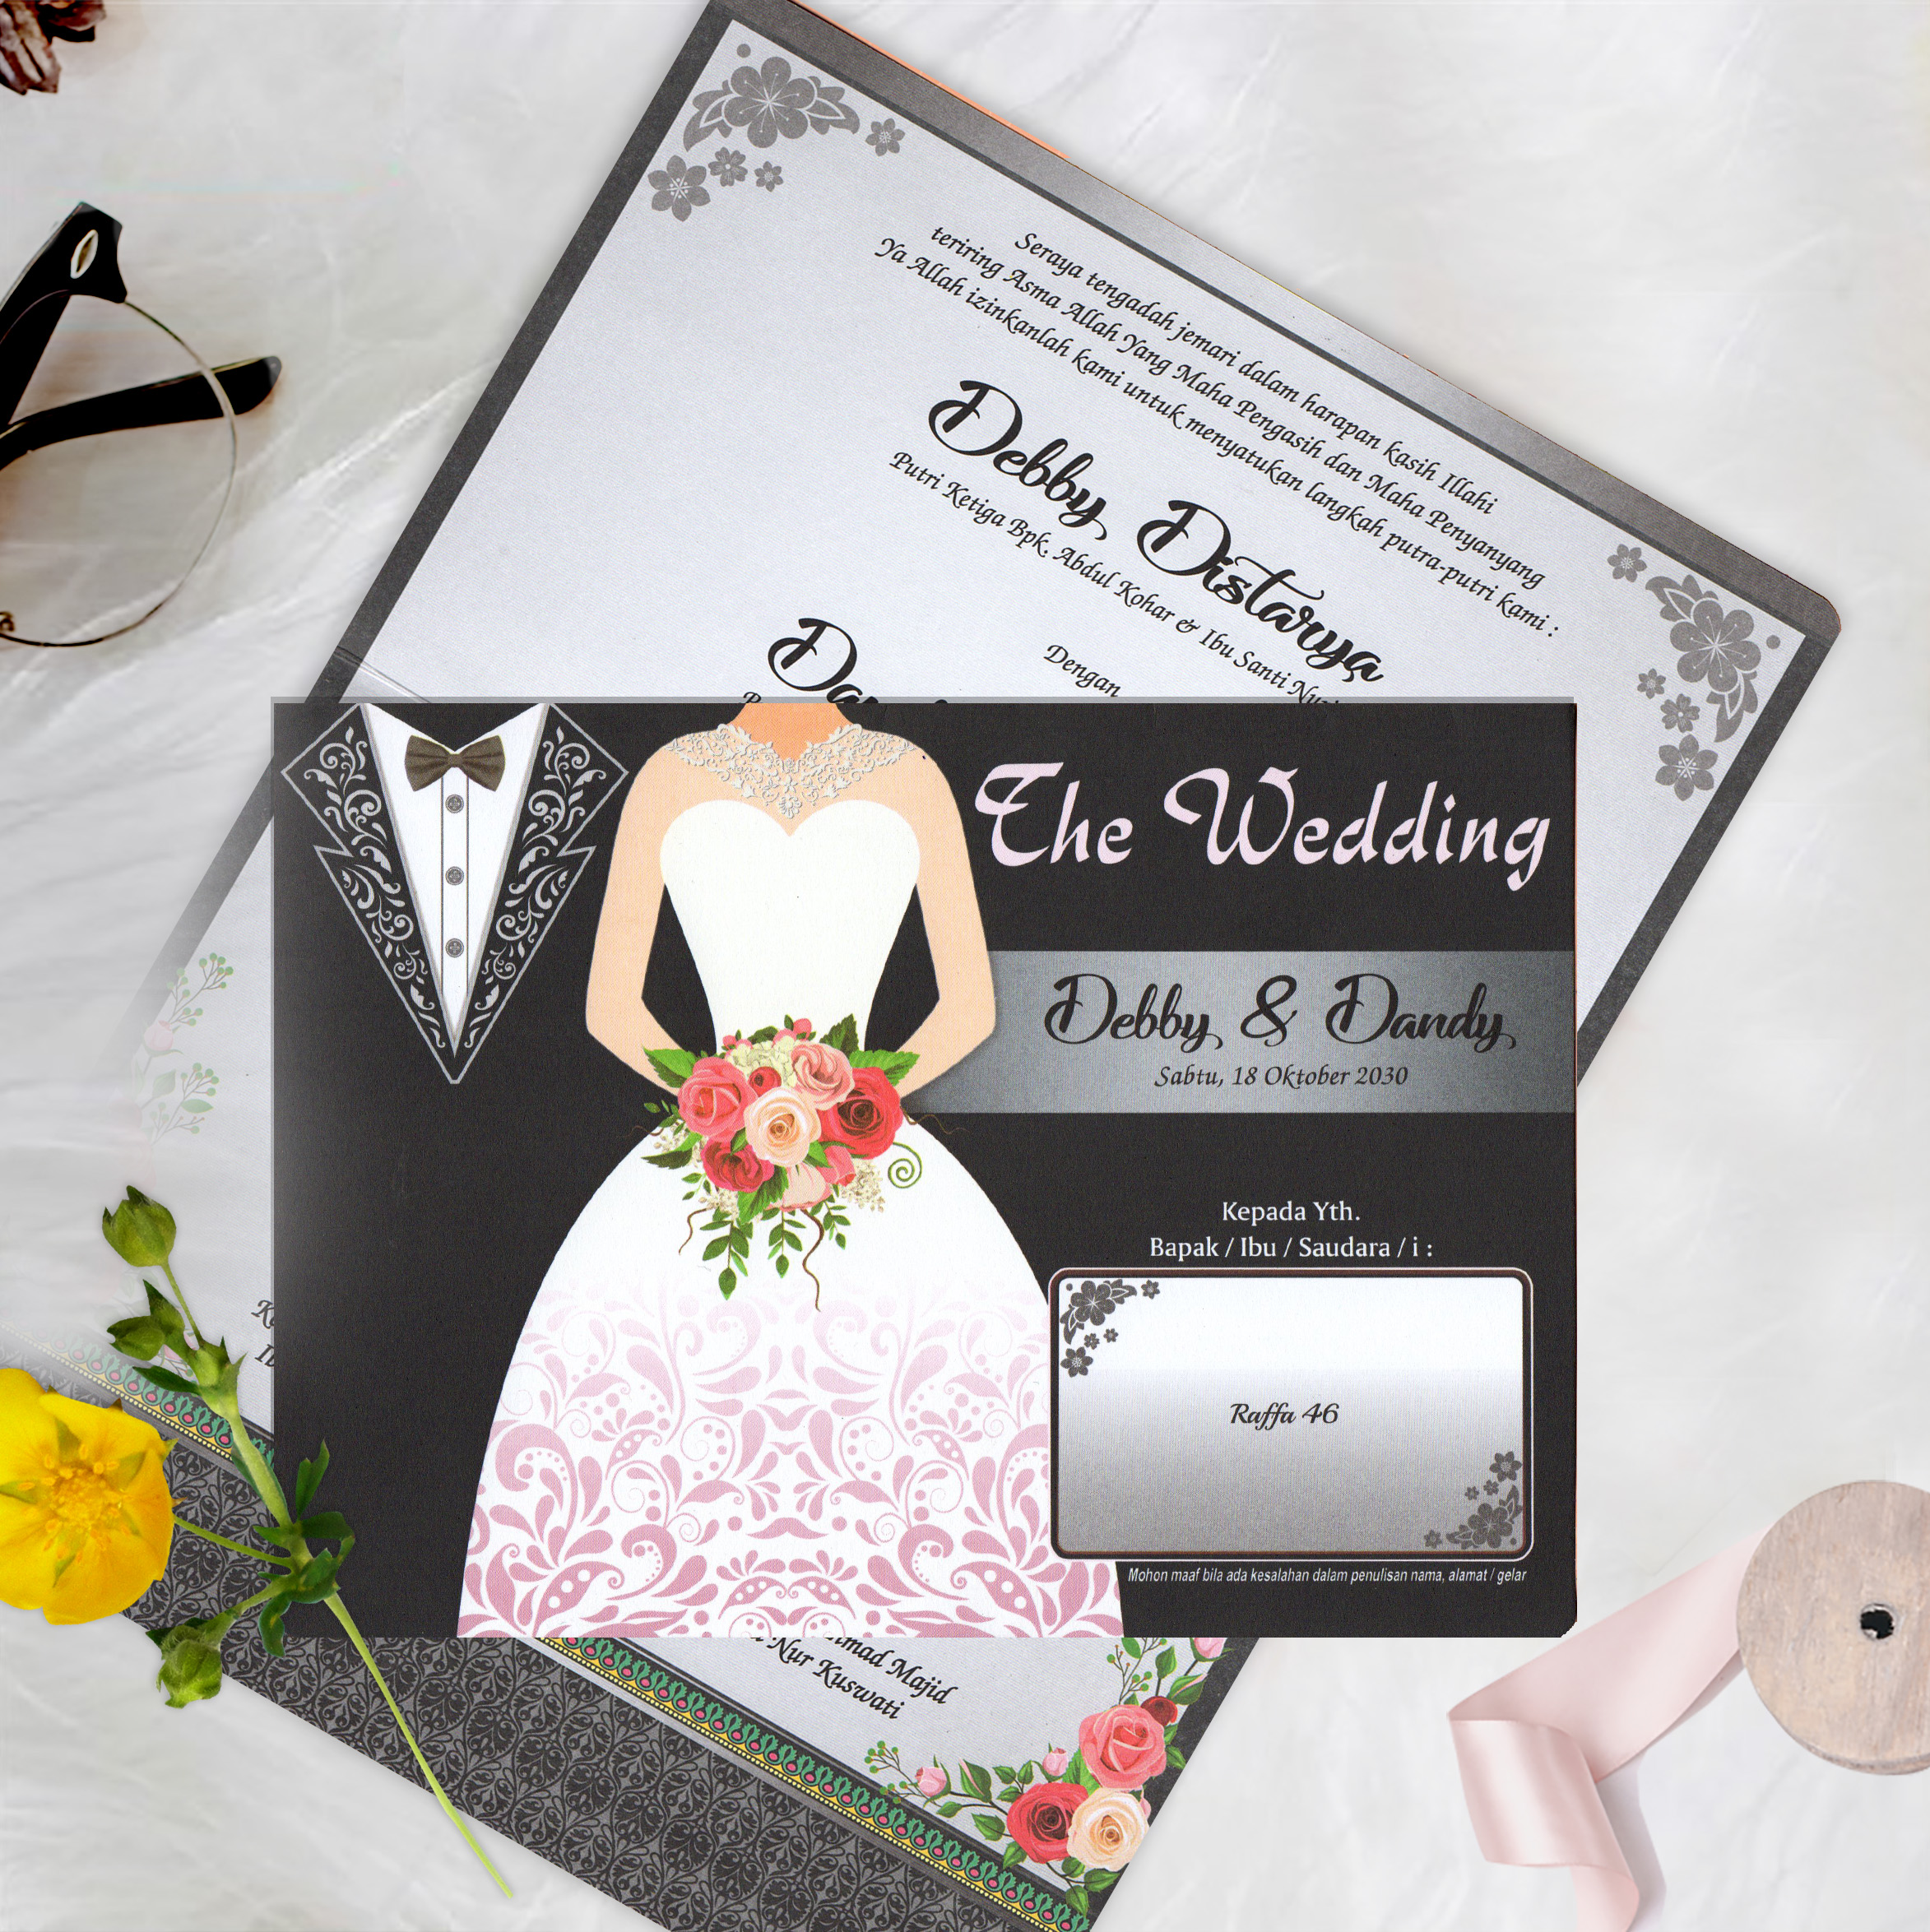 Seraya tengadah jemari dalam harapan kasih Illahi
teriring Asma Allah Yang Maha Pengasih dan Maha Penyanyang
Ya Allah izinkanlah kami untuk menyatukan langkah putra-putri kami :
Debby Distarya
Putri Ketiga Bpk. Abdul Kohar & Ibu Santi
Dengan
The Wedding
Debby & Dandy
Sabtu, 18 Oktober 2030
Kepada Yth.
Bapak / Ibu / Saudara / i :
Raffa 46
Mohon maaf bila ada kesalahan dalam penulisan nama, alamat / gelar
Majid
Nur Kuswati